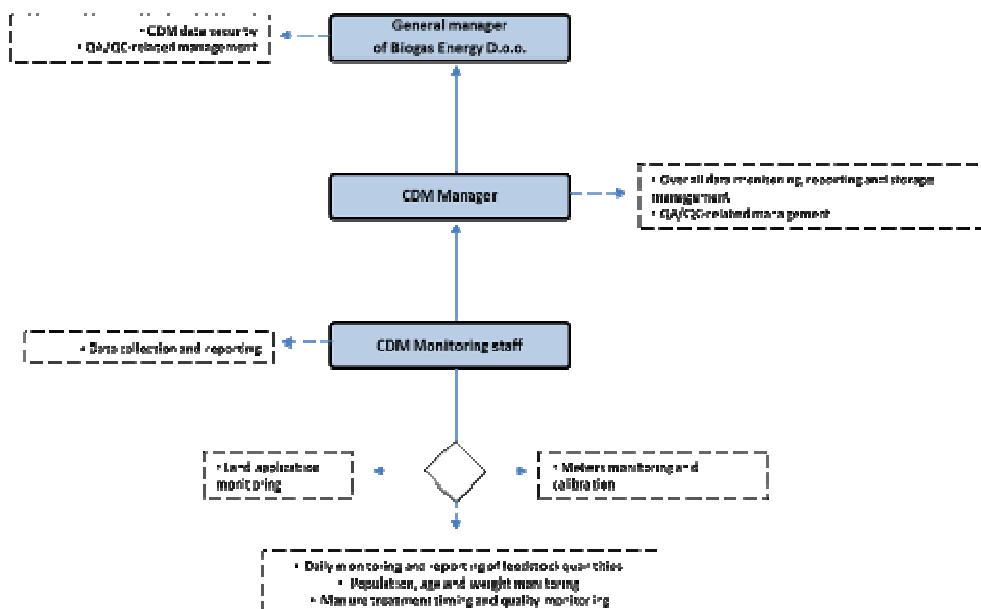 General manager
of Biogas Energy D.o.o.
• CDM data security
• QA/QC-related management
CDM Manager
• Over all data monitoring, reporting and storage
management
• QA/QC-related management
CDM Monitoring staff
• Data collection and reporting
• Land application
monitoring
• Meters monitoring and
calibration
• Daily monitoring and reporting of feedstock quantities
• Population, age and weight monitoring
• Manure treatment timing and quality monitoring